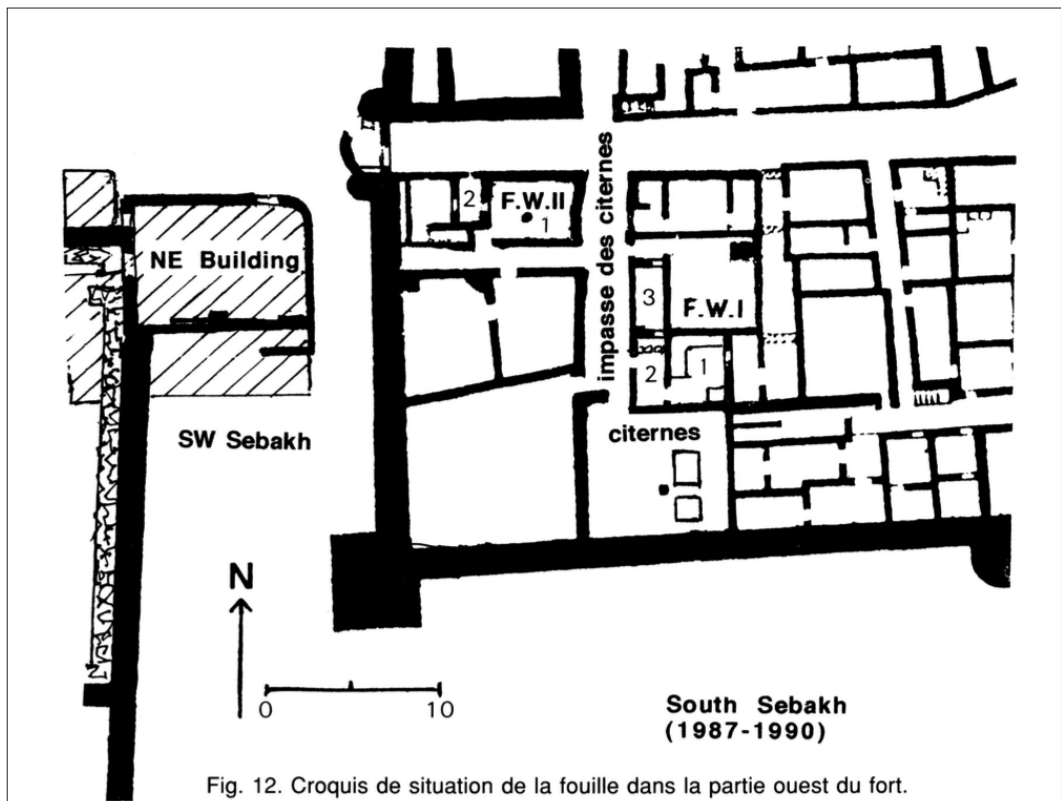 impasse des citernes
2
F.W.II
1
NE Building
3
F.W.I
2
1
SW Sebakh
citernes
N
0
10
South Sebakh
(1987-1990)
Fig. 12. Croquis de situation de la fouille dans la partie ouest du fort.